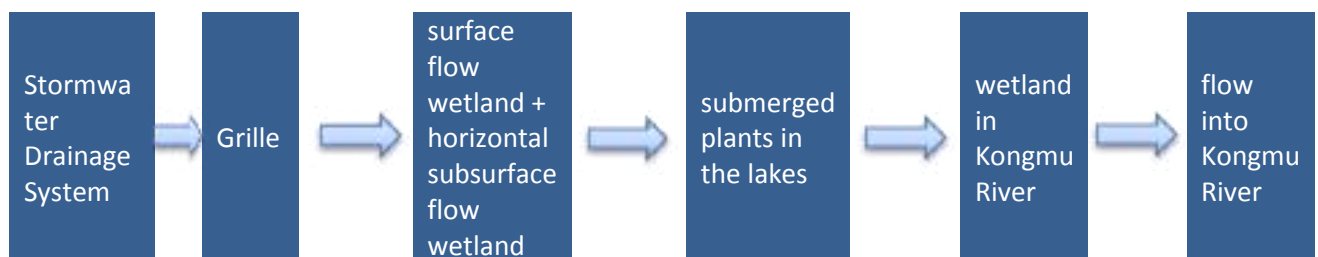 Stormwa
ter
Drainage
System
Grille
surface
flow
wetland +
horizontal
subsurface
flow
wetland
submerged
plants in
the lakes
wetland
in
Kongmu
River
flow
into
Kongmu
River